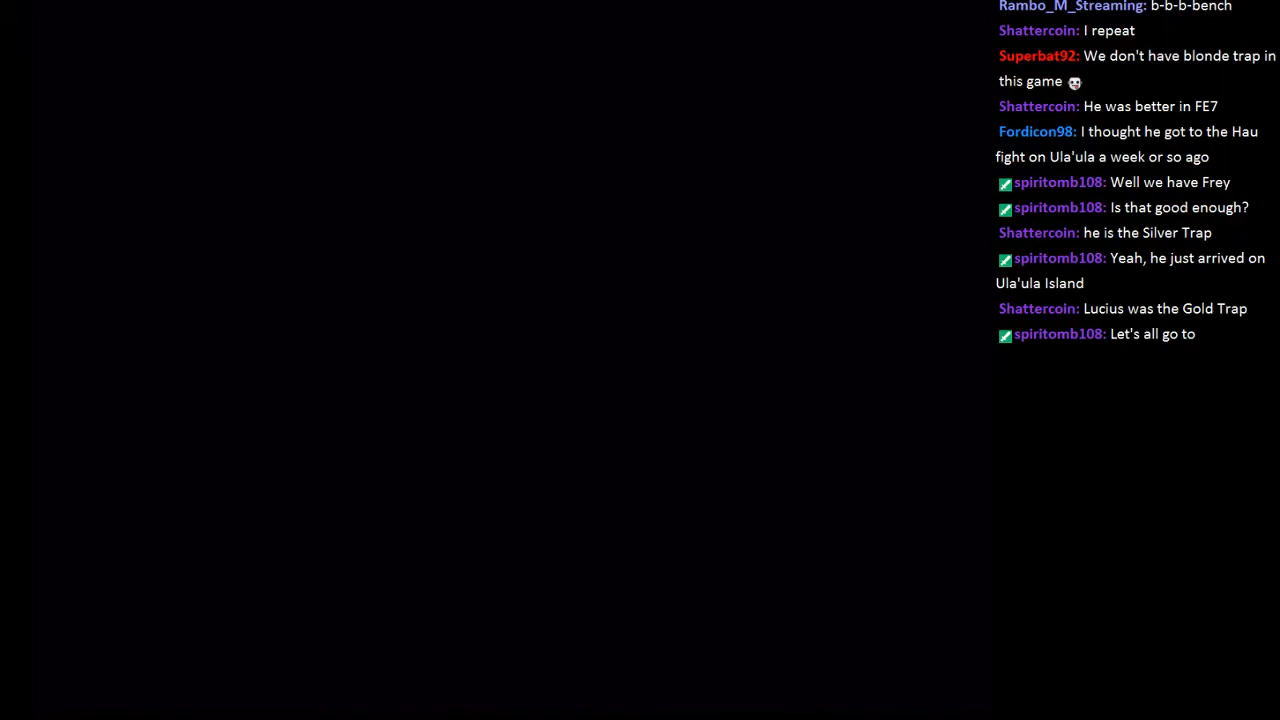 Rambo_M_Streaming: b-b-b-bench
Shattercoin: I repeat
Superbat92: We don't have blonde trap in
this game
Shattercoin: He was better in FE7
Fordicon98: I thought he got to the Hau
fight on Ula'ula a week or so ago
spiritomb108: Well we have Frey
spiritomb108: Is that good enough?
Shattercoin: he is the Silver Trap
spiritomb108: Yeah, he just arrived on
Ula'ula Island
Shattercoin: Lucius was the Gold Trap
spiritomb108: Let's all go to